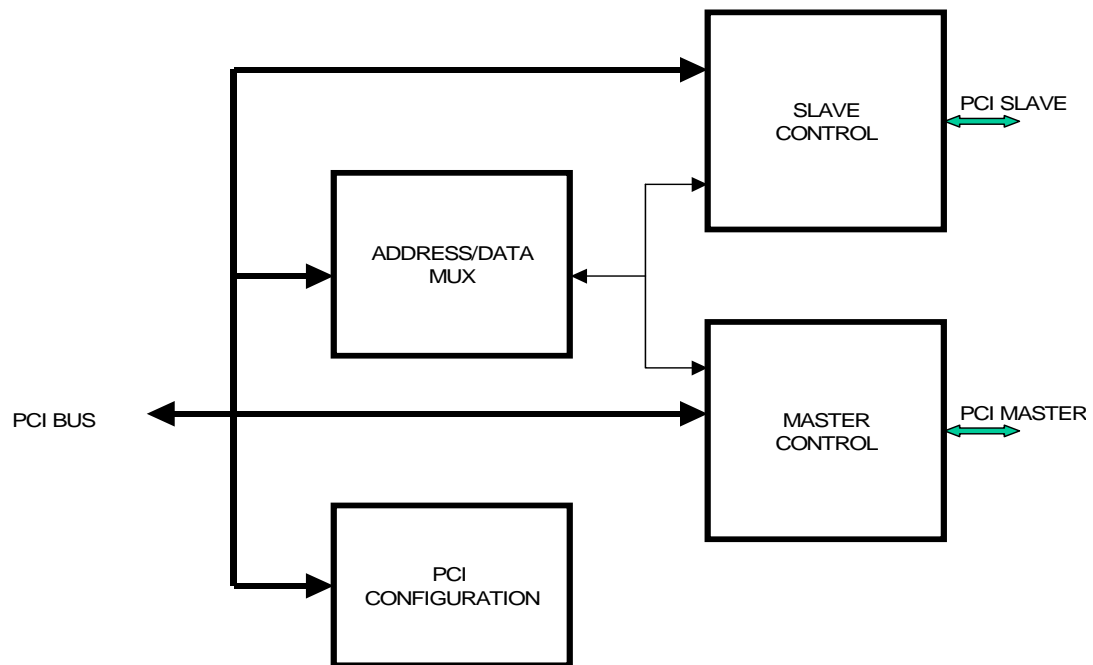 SLAVE
CONTROL
PCI SLAVE
ADDRESS/DATA
MUX
PCI BUS
MASTER
CONTROL
PCI MASTER
PCI
CONFIGURATION